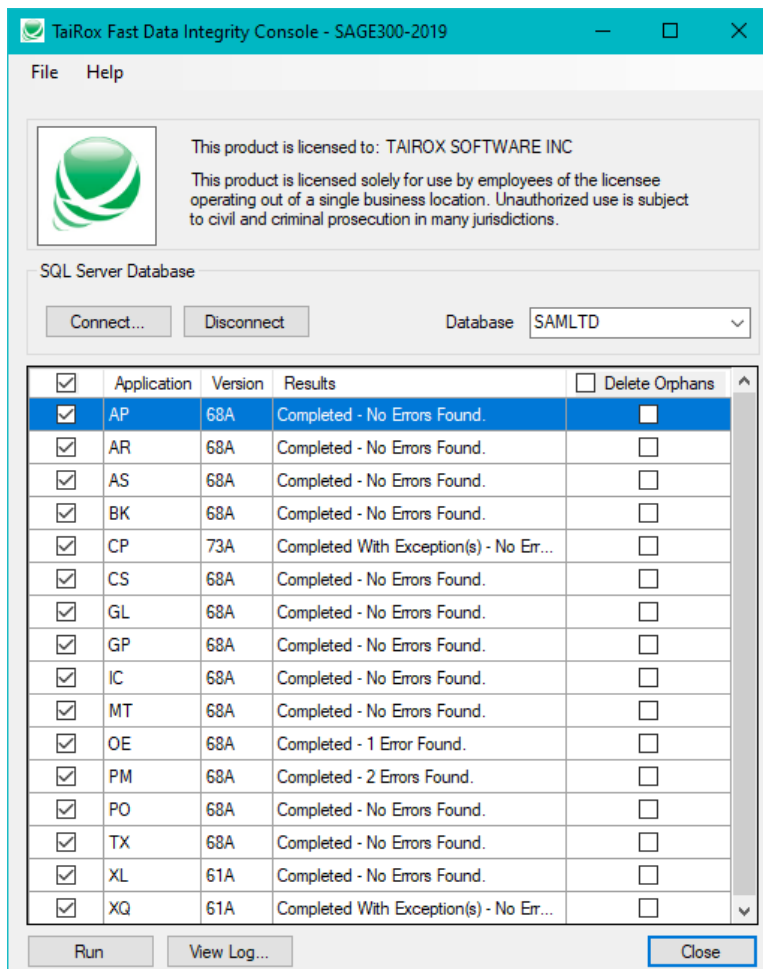 TaiRox Fast Data Integrity Console - SAGE300-2019
File Help
This product is licensed to: TAIROX SOFTWARE INC
This product is licensed solely for use by employees of the licensee
operating out of a single business location. Unauthorized use is subject
to civil and criminal prosecution in many jurisdictions.
SQL Server Database
Connect... Disconnect Database SAMLTD
Application Version Results Delete Orphans
AP 68A Completed - No Errors Found.
AR 68A Completed - No Errors Found.
AS 68A Completed - No Errors Found.
BK 68A Completed - No Errors Found.
CP 73A Completed With Exception(s) - No Err...
CS 68A Completed - No Errors Found.
GL 68A Completed - No Errors Found.
GP 68A Completed - No Errors Found.
IC 68A Completed - No Errors Found.
MT 68A Completed - No Errors Found.
OE 68A Completed - 1 Error Found.
PM 68A Completed - 2 Errors Found.
PO 68A Completed - No Errors Found.
TX 68A Completed - No Errors Found.
XL 61A Completed - No Errors Found.
XQ 61A Completed With Exception(s) - No Err...
Run View Log... Close